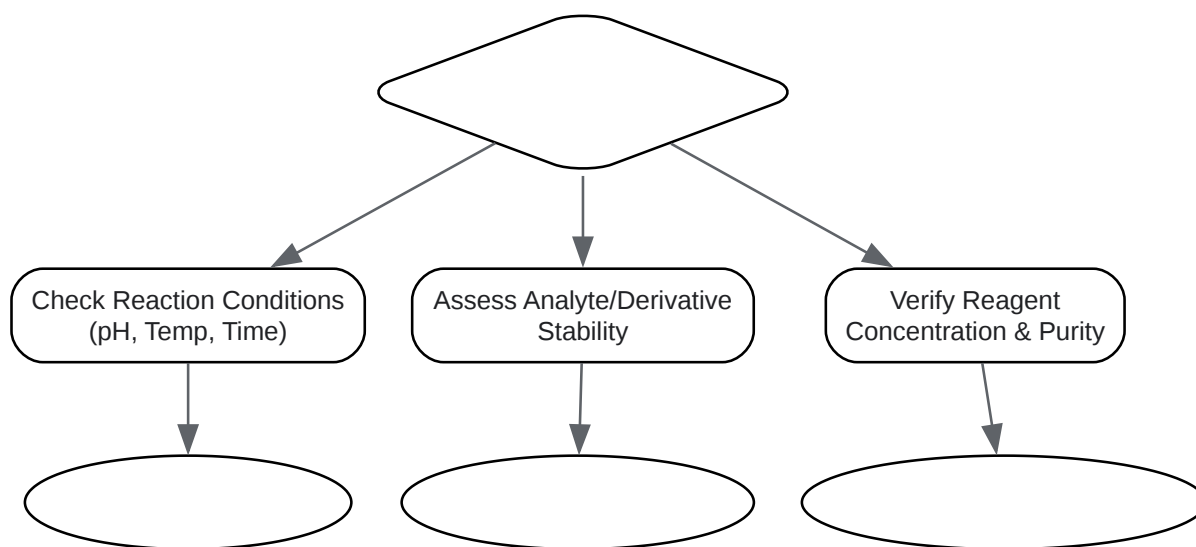 Check Reaction Conditions
(pH, Temp, Time)
Assess Analyte/Derivative
Stability
Verify Reagent
Concentration & Purity